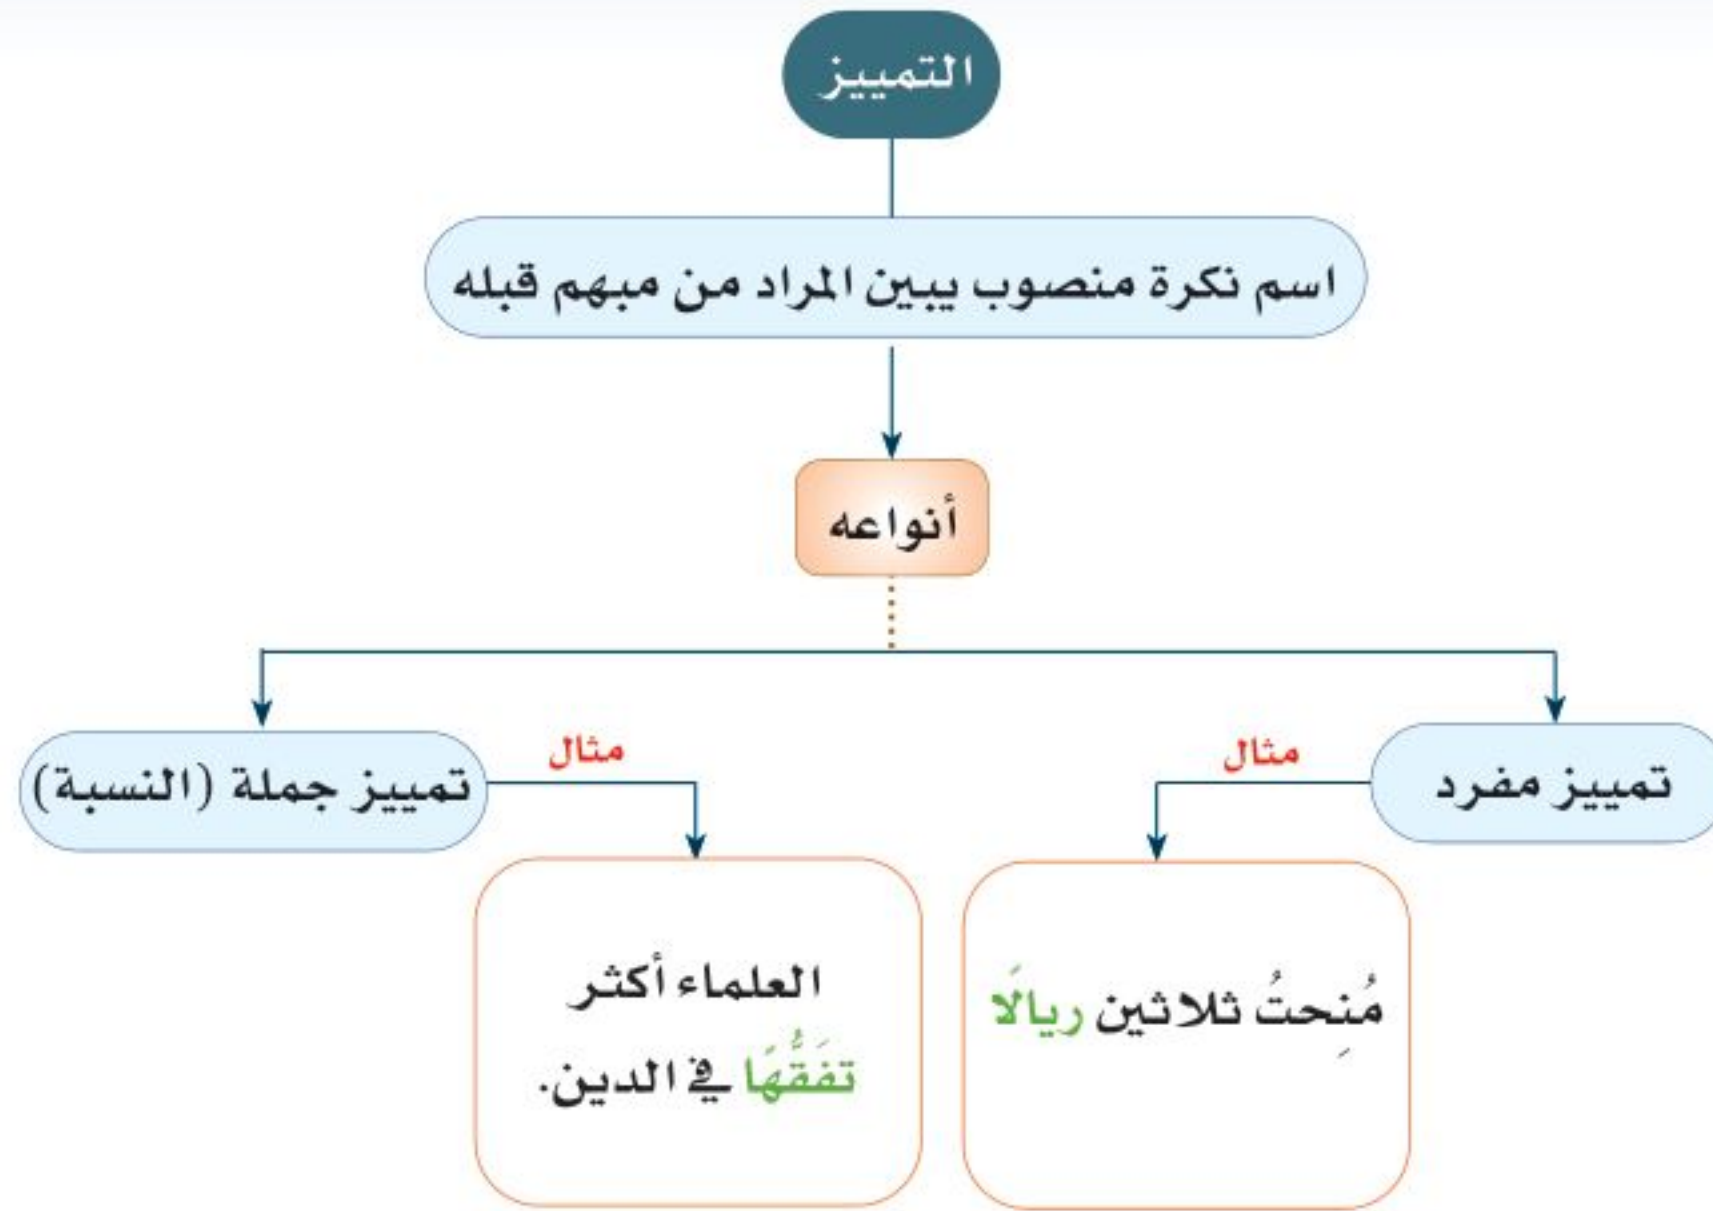 التمييز
اسم نكرة منصوب يبين المراد من مبهم قبله
أنواعه
تمييز مفرد
مثال
مُنِحتُ ثلاثين ريالًا
تمييز جملة (النسبة)
مثال
العلماء أكثر
تفَقُّهًا في الدين.